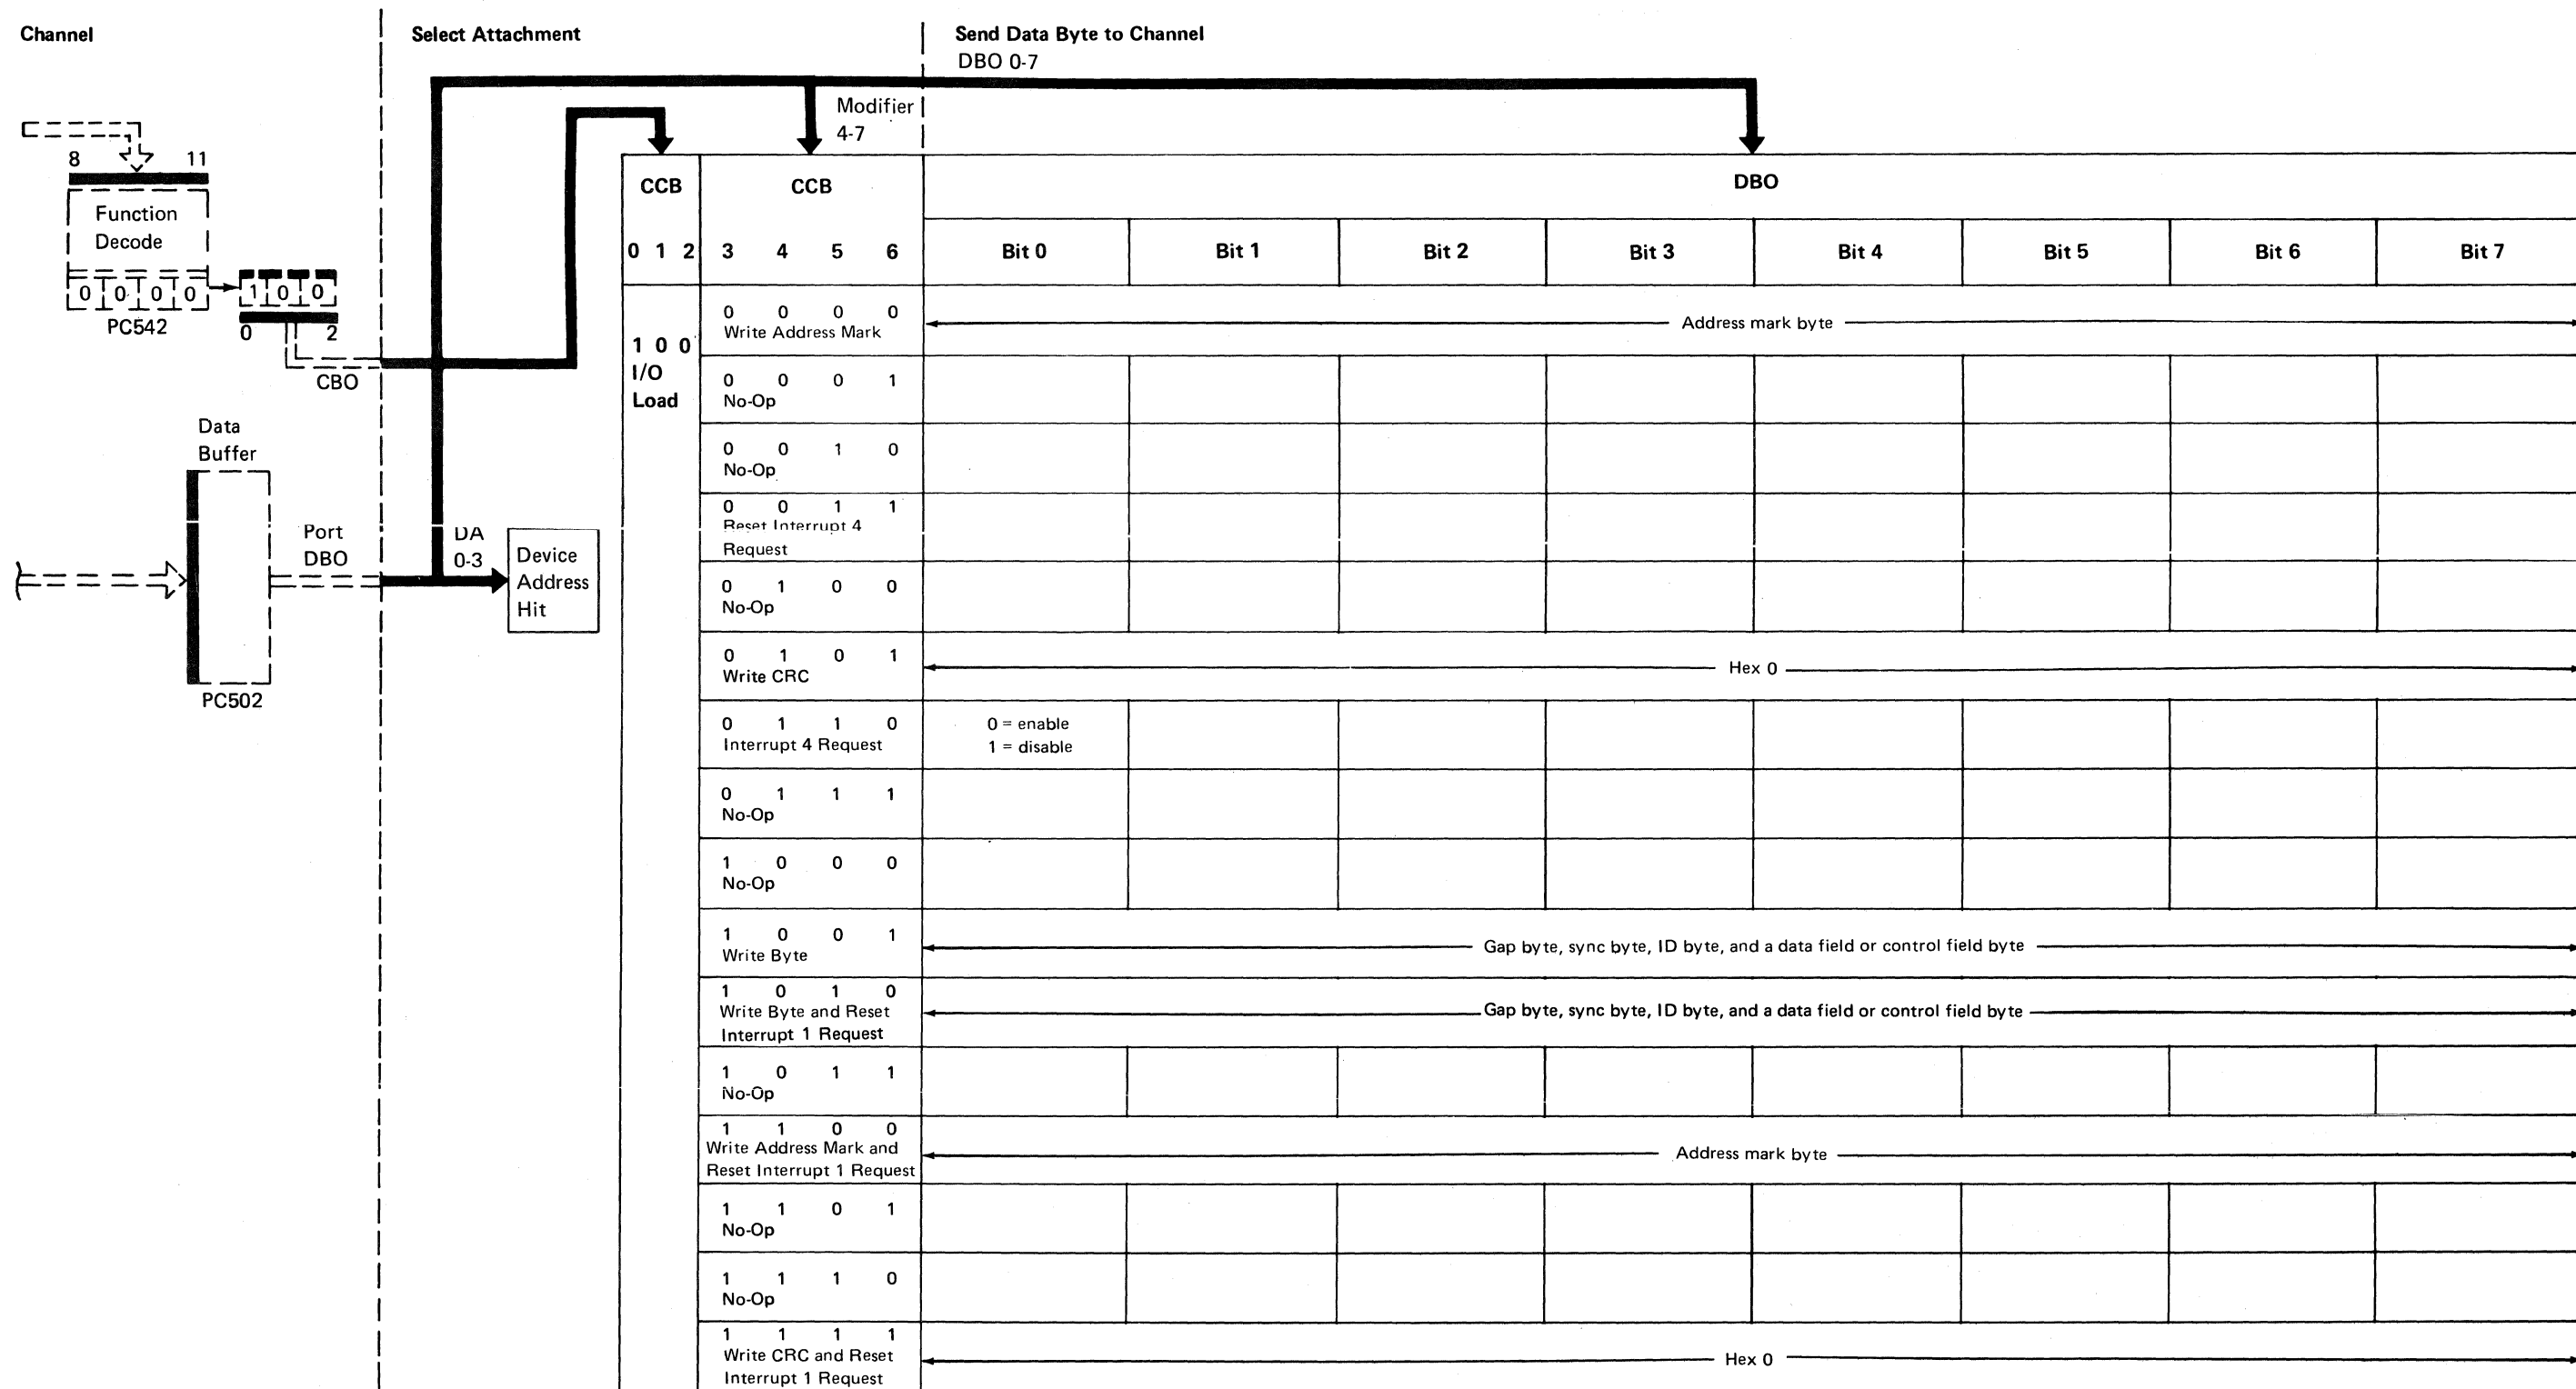 Channel
Select Attachment
Send Data Byte to Channel
DBO 0-7
Modifier
4-7
8 11
Function
Decode
0 0 0 0
1 0 0
PC542
0 2
CBO
Data
Buffer
Port
DBO
DA
0-3
Device
Address
Hit
PC502
CCB CCB DBO
0 1 2 3 4 5 6 Bit 0 Bit 1 Bit 2 Bit 3 Bit 4 Bit 5 Bit 6 Bit 7
1 0 0
I/O
Load
0 0 0 0
Write Address Mark
Address mark byte
0 0 0 1
No-Op
0 0 1 0
No-Op
0 0 1 1
Reset Interrupt 4
Request
0 1 0 0
No-Op
0 1 0 1
Write CRC
Hex 0
0 1 1 0
Interrupt 4 Request
0 = enable
1 = disable
0 1 1 1
No-Op
1 0 0 0
No-Op
1 0 0 1
Write Byte
Gap byte, sync byte, ID byte, and a data field or control field byte
1 0 1 0
Write Byte and Reset
Interrupt 1 Request
Gap byte, sync byte, ID byte, and a data field or control field byte
1 0 1 1
No-Op
1 1 0 0
Write Address Mark and
Reset Interrupt 1 Request
Address mark byte
1 1 0 1
No-Op
1 1 1 0
No-Op
1 1 1 1
Write CRC and Reset
Interrupt 1 Request
Hex 0